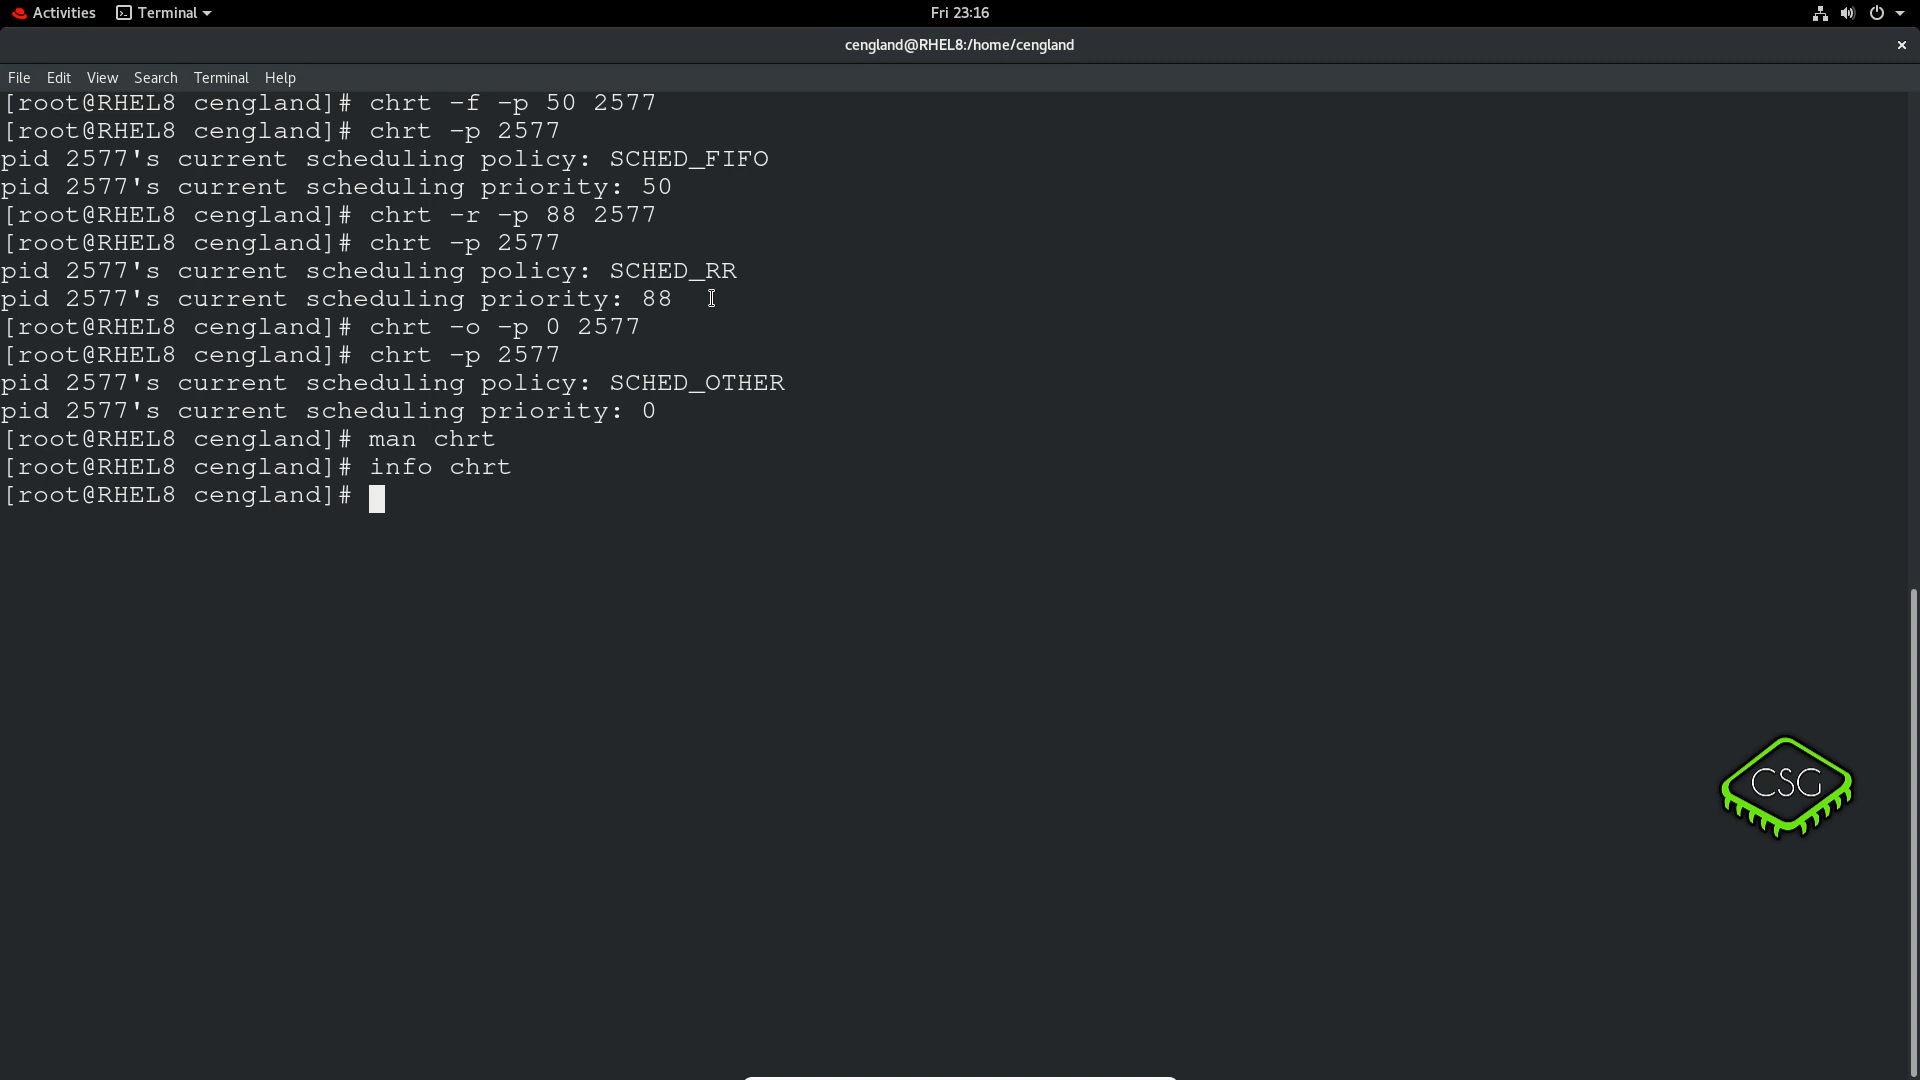 Activities
Terminal
Fri 23:16
cengland@RHEL8:/home/cengland
File Edit View Search Terminal Help
[root@RHEL8 cengland]# chrt -f -p 50 2577
[root@RHEL8 cengland]# chrt -p 2577
pid 2577's current scheduling policy: SCHED_FIFO
pid 2577's current scheduling priority: 50
[root@RHEL8 cengland]# chrt -r -p 88 2577
[root@RHEL8 cengland]# chrt -p 2577
pid 2577's current scheduling policy: SCHED_RR
pid 2577's current scheduling priority: 88
[root@RHEL8 cengland]# chrt -o -p 0 2577
[root@RHEL8 cengland]# chrt -p 2577
pid 2577's current scheduling policy: SCHED_OTHER
pid 2577's current scheduling priority: 0
[root@RHEL8 cengland]# man chrt
[root@RHEL8 cengland]# info chrt
[root@RHEL8 cengland]#
CSG